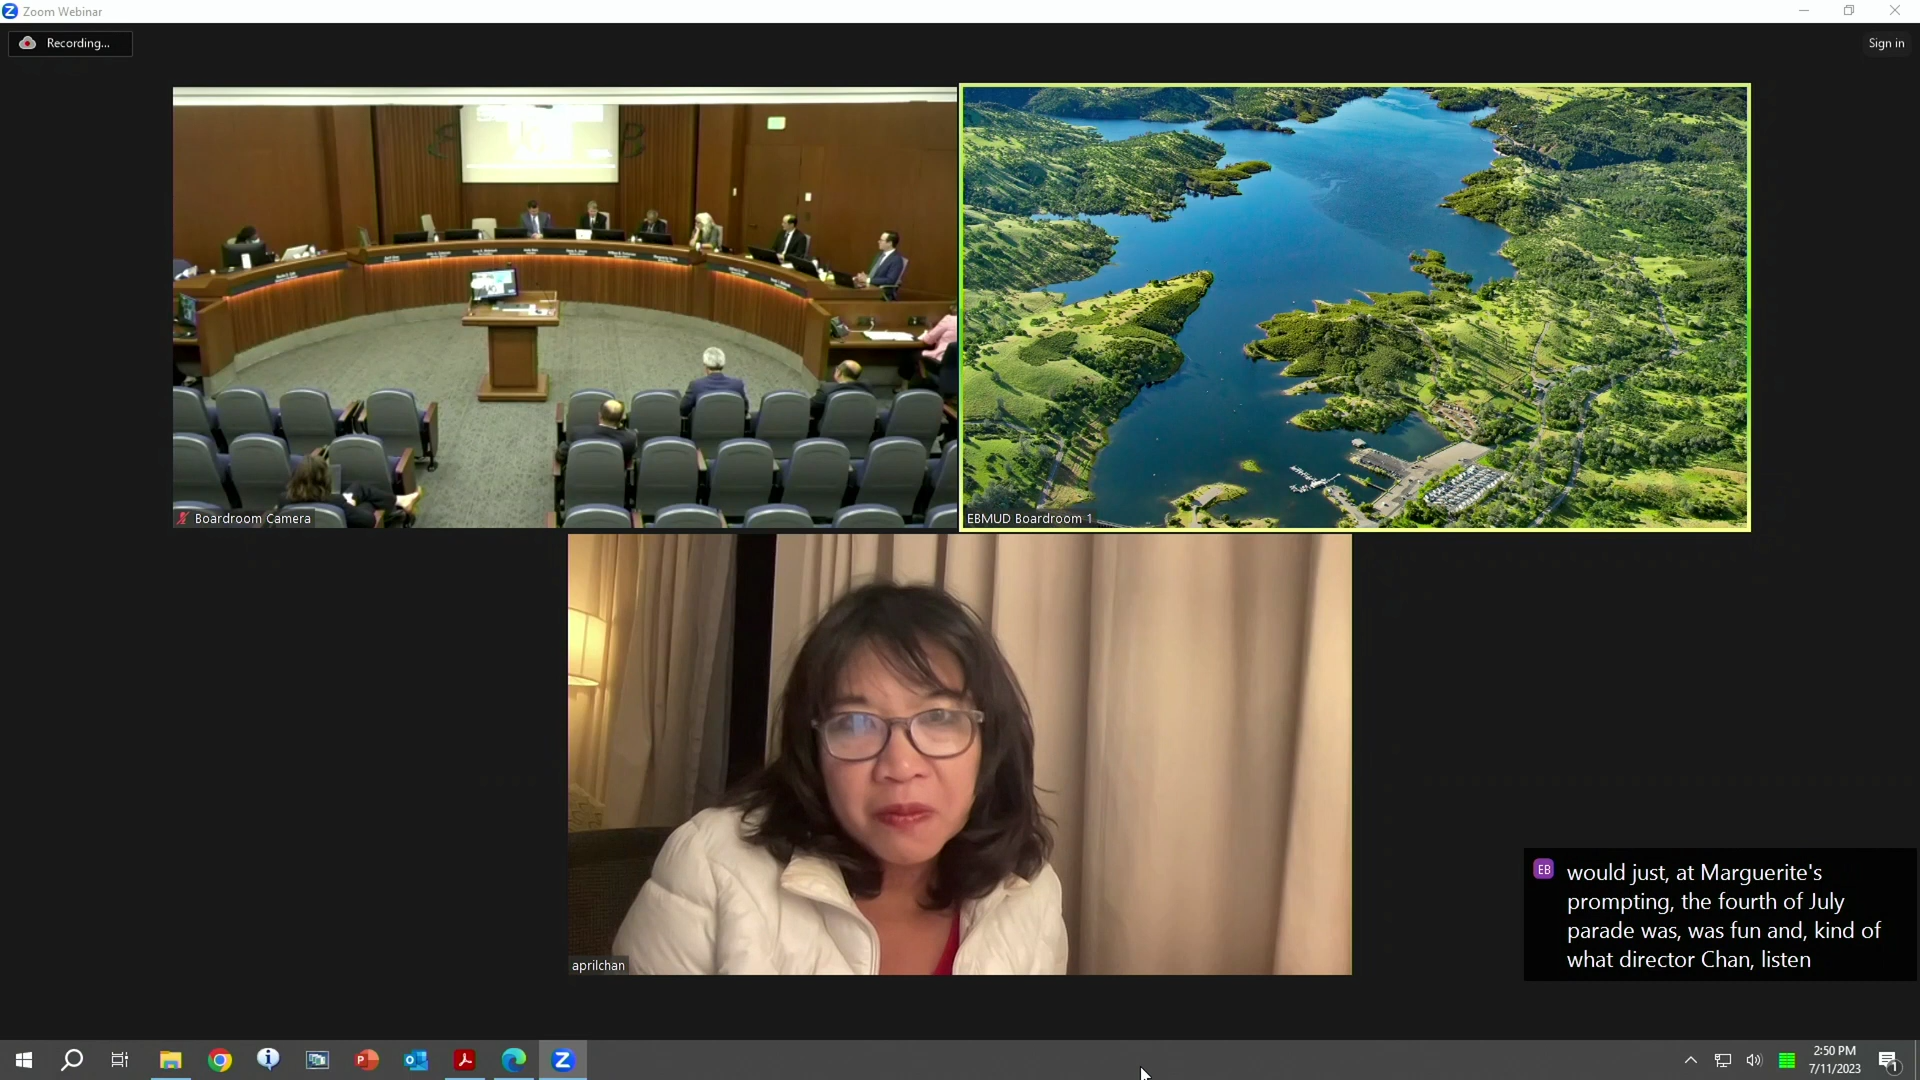 Zoom Webinar
Recording...
Sign in
Boardroom Camera
EBMUD Boardroom 1
aprilchan
EB
would just, at Marguerite's
prompting, the fourth of July
parade was, was fun and, kind of
what director Chan, listen
2:50 PM
7/11/2023
1